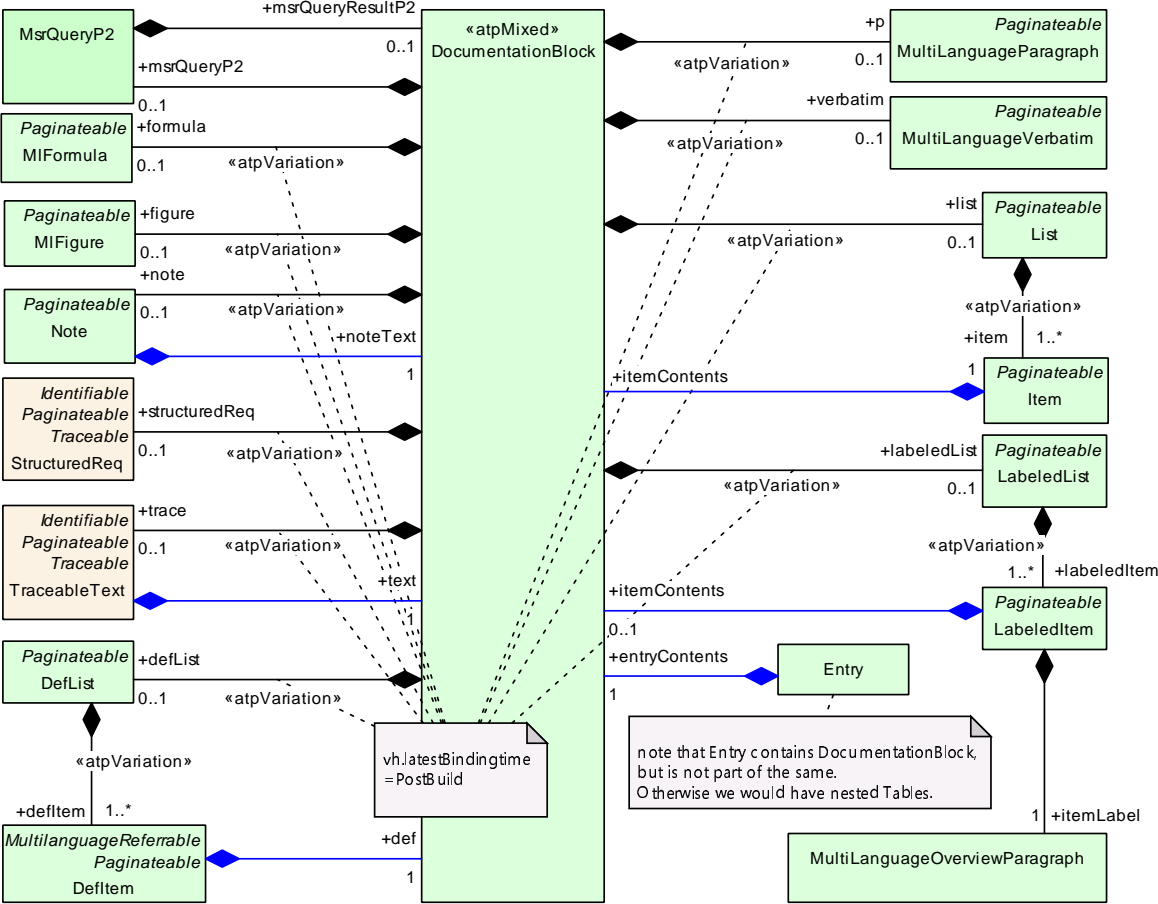 MsrQueryP2
+msrQueryResultP2
0..1
+msrQueryP2
0..1
Paginateable
MlFormula
+formula
0..1
«atpVariation»
Paginateable
MlFigure
+figure
0..1
«atpVariation»
+note
Paginateable
Note
0..1
«atpVariation»
+noteText
1
Identifiable
Paginateable
Traceable
StructuredReq
+structuredReq
0..1
«atpVariation»
Identifiable
Paginateable
Traceable
TraceableText
+trace
0..1
«atpVariation»
+text
1
Paginateable
DefList
+defList
0..1
«atpVariation»
«atpVariation»
+defItem
1..*
MultilanguageReferrable
Paginateable
DefItem
+def
1
«atpMixed»
DocumentationBlock
vh.latestBindingtime
=PostBuild
+p
0..1
«atpVariation»
Paginateable
MultiLanguageParagraph
+verbatim
0..1
«atpVariation»
Paginateable
MultiLanguageVerbatim
+list
0..1
«atpVariation»
Paginateable
List
«atpVariation»
+item
1..*
+itemContents
1
Paginateable
Item
+labeledList
0..1
«atpVariation»
Paginateable
LabeledList
«atpVariation»
1..*
+labeledItem
+itemContents
0..1
Paginateable
LabeledItem
+entryContents
1
Entry
note that Entry contains DocumentationBlock,
but is not part of the same.
Otherwise we would have nested Tables.
1
+itemLabel
MultiLanguageOverviewParagraph